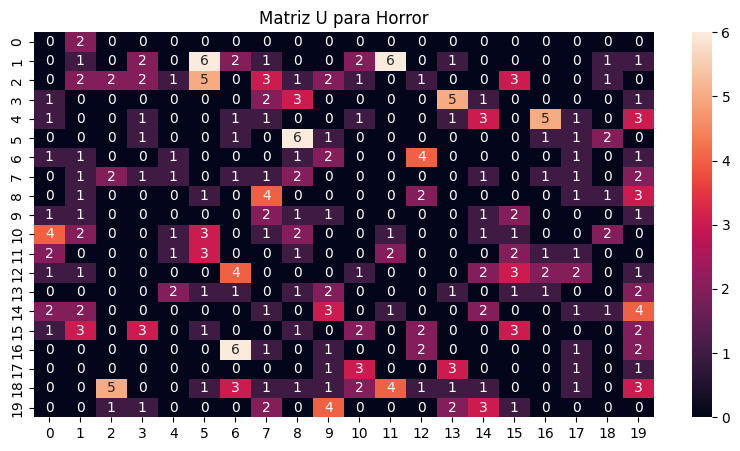 Matriz U para Horror
0 0 2 0 0 0 0 0 0 0 0 0 0 0 0 0 0 0 0 0 0
1 0 1 0 2 0 6 2 1 0 0 2 6 0 1 0 0 0 0 1 1
2 0 2 2 2 1 5 0 3 1 2 1 0 1 0 0 3 0 0 1 0
3 1 0 0 0 0 0 0 2 3 0 0 0 0 5 1 0 0 0 0 1
4 1 0 0 1 0 0 1 1 0 0 1 0 0 1 3 0 5 1 0 3
5 0 0 0 1 0 0 1 0 6 1 0 0 0 0 0 0 1 1 2 0
6 1 1 0 0 1 0 0 0 1 2 0 0 4 0 0 0 0 1 0 1
7 0 1 2 1 1 0 1 1 2 0 0 0 0 0 1 0 1 1 0 2
8 0 1 0 0 0 1 0 4 0 0 0 0 2 0 0 0 0 1 1 3
9 1 1 0 0 0 0 0 2 1 1 0 0 0 0 1 2 0 0 0 1
10 4 2 0 0 1 3 0 1 2 0 0 1 0 0 1 1 0 0 2 0
11 2 0 0 0 1 3 0 0 1 0 0 2 0 0 0 2 1 1 0 0
12 1 1 0 0 0 0 4 0 0 0 1 0 0 0 2 3 2 2 0 1
13 0 0 0 0 2 1 1 0 1 2 0 0 0 1 0 1 1 0 0 2
14 2 2 0 0 0 0 0 1 0 3 0 1 0 0 2 0 0 1 1 4
15 1 3 0 3 0 1 0 0 1 0 2 0 2 0 0 3 0 0 0 2
16 0 0 0 0 0 0 6 1 0 1 0 0 2 0 0 0 0 1 0 2
17 0 0 0 0 0 0 0 0 0 1 3 0 0 3 0 0 0 1 0 1
18 0 0 5 0 0 1 3 1 1 1 2 4 1 1 1 0 0 1 0 3
19 0 0 1 1 0 0 0 2 0 4 0 0 0 2 3 1 0 0 0 0
0 1 2 3 4 5 6 7 8 9 10 11 12 13 14 15 16 17 18 19
6
5
4
3
2
1
0